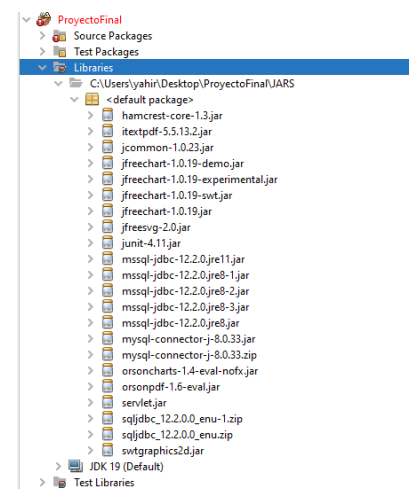 ProyectoFinal
Source Packages
Test Packages
Libraries
C:\Users\yahir\Desktop\ProyectoFinal\JARS
<default package>
hamcrest-core-1.3.jar
itextpdf-5.5.13.2.jar
jcommon-1.0.23.jar
jfreechart-1.0.19-demo.jar
jfreechart-1.0.19-experimental.jar
jfreechart-1.0.19-swt.jar
jfreechart-1.0.19.jar
jfreesvg-2.0.jar
junit-4.11.jar
mssql-jdbc-12.2.0.jre11.jar
mssql-jdbc-12.2.0.jre8-1.jar
mssql-jdbc-12.2.0.jre8-2.jar
mssql-jdbc-12.2.0.jre8-3.jar
mssql-jdbc-12.2.0.jre8.jar
mysql-connector-j-8.0.33.jar
mysql-connector-j-8.0.33.zip
orsoncharts-1.4-eval-nofx.jar
orsonpdf-1.6-eval.jar
servlet.jar
sqljdbc_12.2.0.0_enu-1.zip
sqljdbc_12.2.0.0_enu.zip
swtgraphics2d.jar
JDK 19 (Default)
Test Libraries